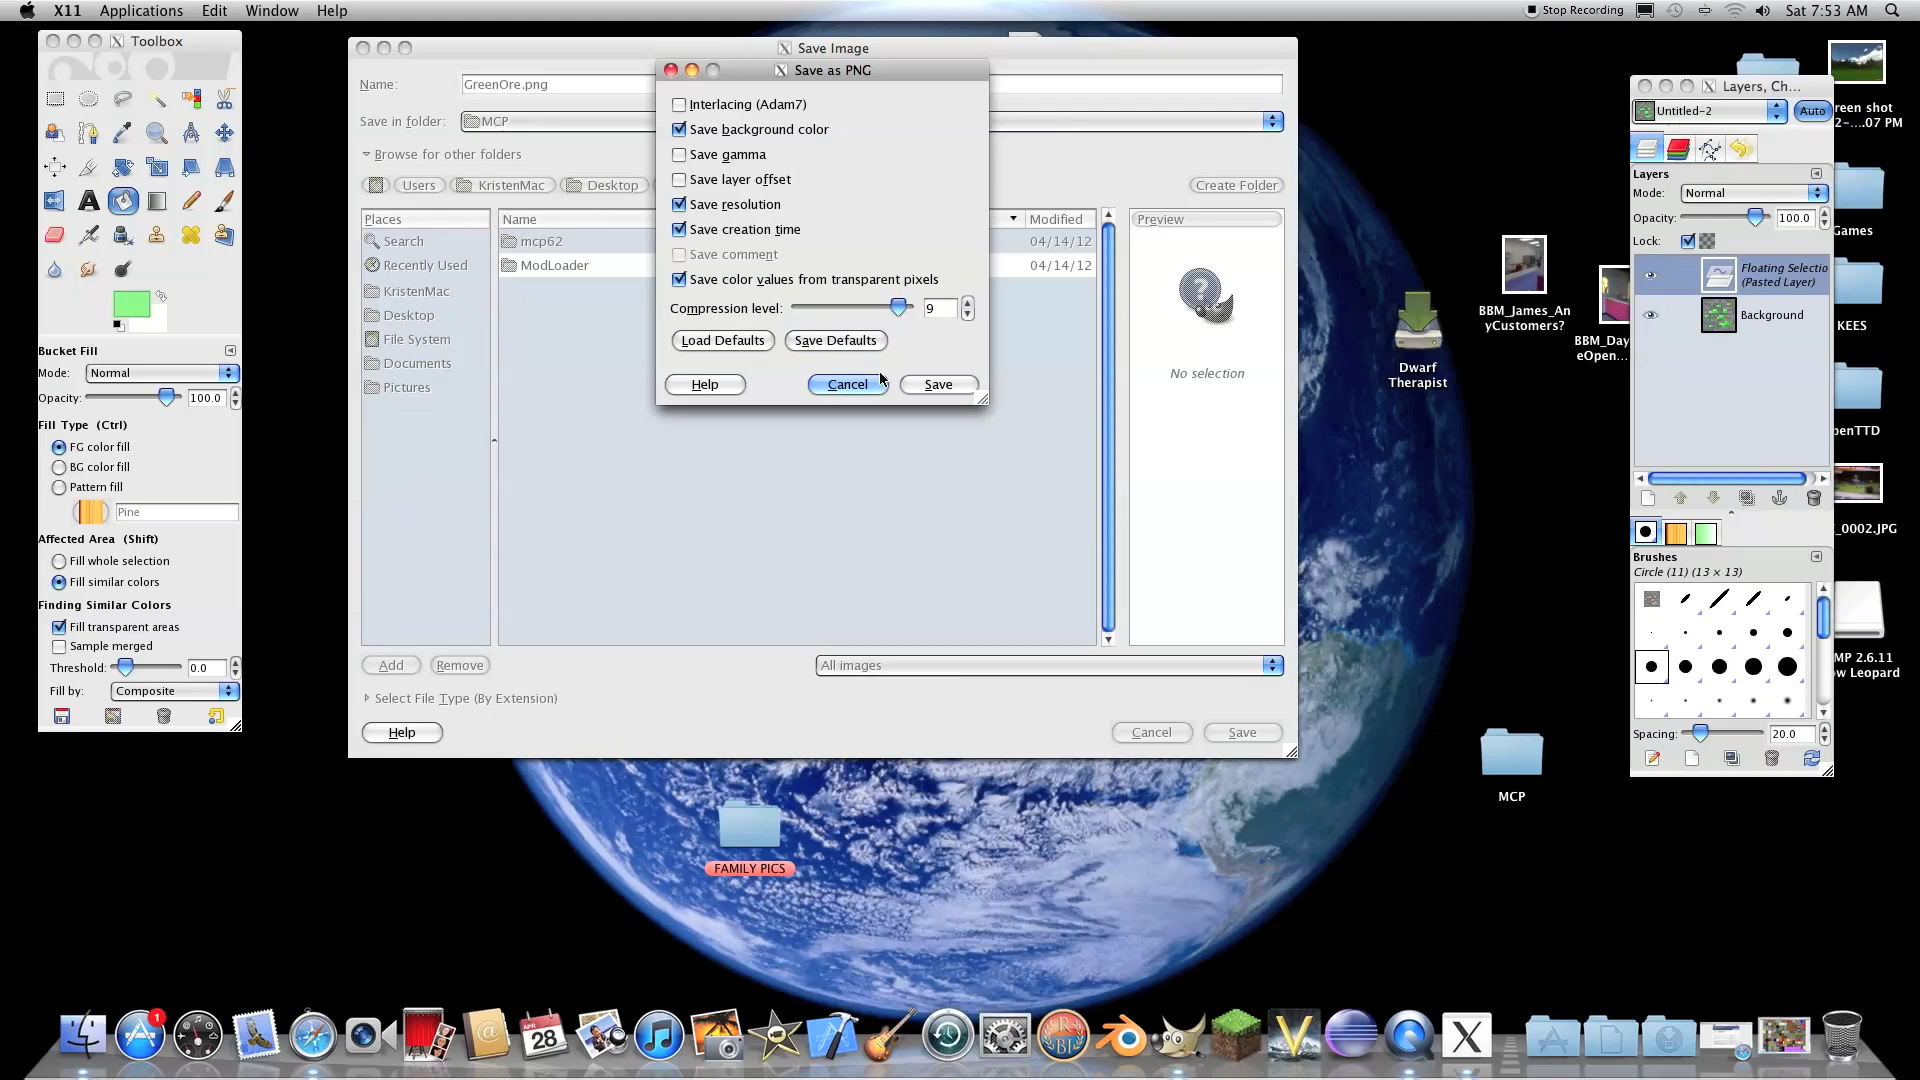 X11 Applications Edit Window Help
Stop Recording Sat 7:53 AM
Toolbox
Bucket Fill
Mode: Normal
Opacity: 100.0
Fill Type (Ctrl)
FG color fill
BG color fill
Pattern fill
Pine
Affected Area (Shift)
Fill whole selection
Fill similar colors
Finding Similar Colors
Fill transparent areas
Sample merged
Threshold: 0.0
Fill by: Composite
Save Image
Name: GreenOre.png
Save in folder: MCP
Browse for other folders
Users KristenMac Desktop
Create Folder
Places
Search
Recently Used
KristenMac
Desktop
File System
Documents
Pictures
Name Modified
mcp62 04/14/12
ModLoader 04/14/12
Preview
No selection
Add Remove
All images
Select File Type (By Extension)
Help Cancel Save
Save as PNG
Interlacing (Adam7)
Save background color
Save gamma
Save layer offset
Save resolution
Save creation time
Save comment
Save color values from transparent pixels
Compression level: 9
Load Defaults Save Defaults
Help Cancel Save
Layers, Ch...
Untitled-2 Auto
Layers
Mode: Normal
Opacity: 100.0
Lock:
Floating Selectio
(Pasted Layer)
Background
Brushes
Circle (11) (13 × 13)
Spacing: 20.0
reen shot
2-....07 PM
Games
KEES
penTTD
_0002.JPG
MP 2.6.11
ow Leopard
BBM_James_An
yCustomers?
BBM_Day
eOpen...
Dwarf
Therapist
MCP
FAMILY PICS
1
APR
28
RBJ
X